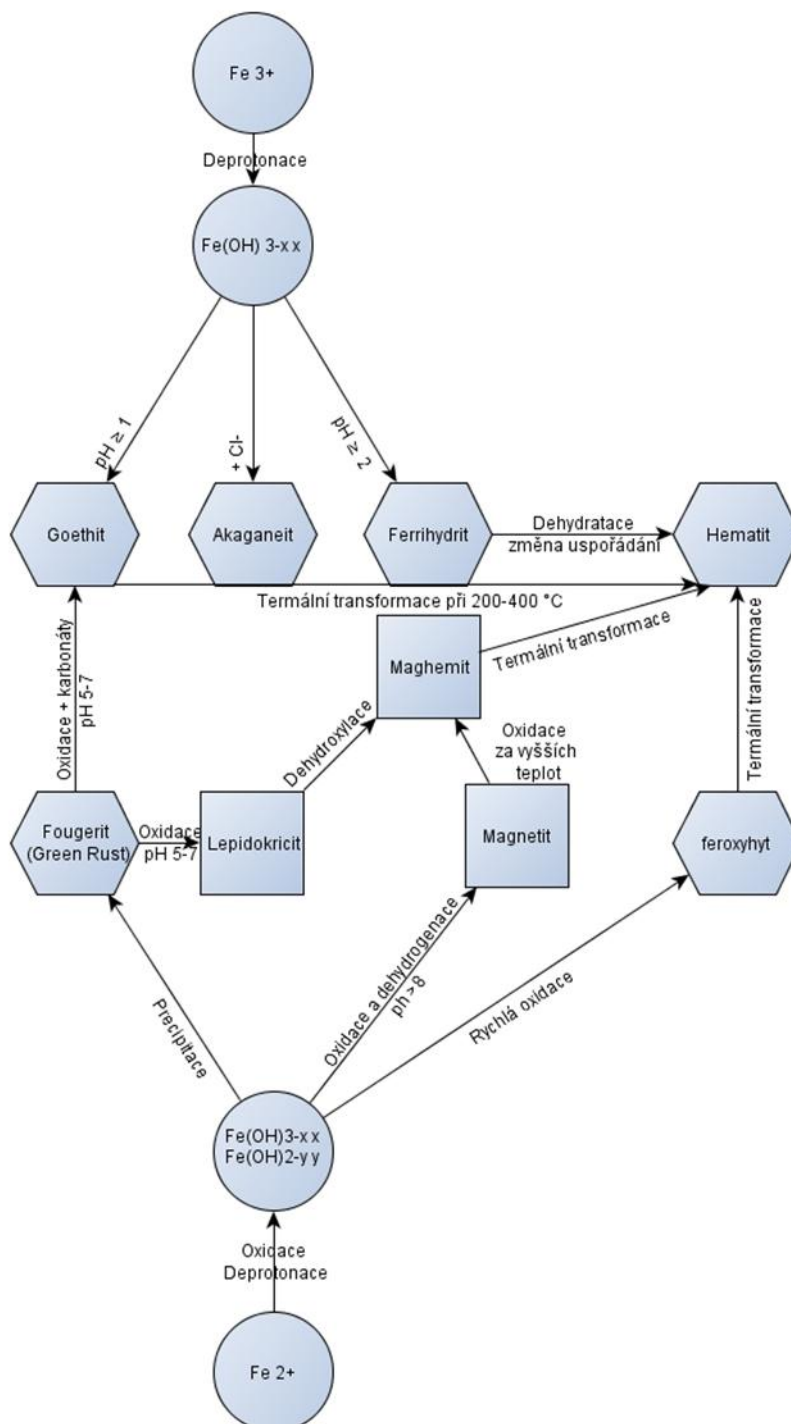 Fe 3+
Deprotonace
Fe(OH) 3-x x
pH ≥ 1
+ Cl-
pH ≥ 2
Goethit
Akaganeit
Ferrihydrit
Dehydratace
změna uspořádání
Hematit
Termální transformace při 200-400 °C
Oxidace + karbonáty
pH 5-7
Maghemit
Termální transformace
Termální transformace
Dehydroxylace
Oxidace
za vyšších
teplot
Fougerit
(Green Rust)
Oxidace
pH 5-7
Lepidokricit
Magnetit
feroxyhyt
Precipitace
Oxidace a dehydrogenace
ph >8
Rychlá oxidace
Fe(OH)3-x x
Fe(OH)2-y y
Oxidace
Deprotonace
Fe 2+